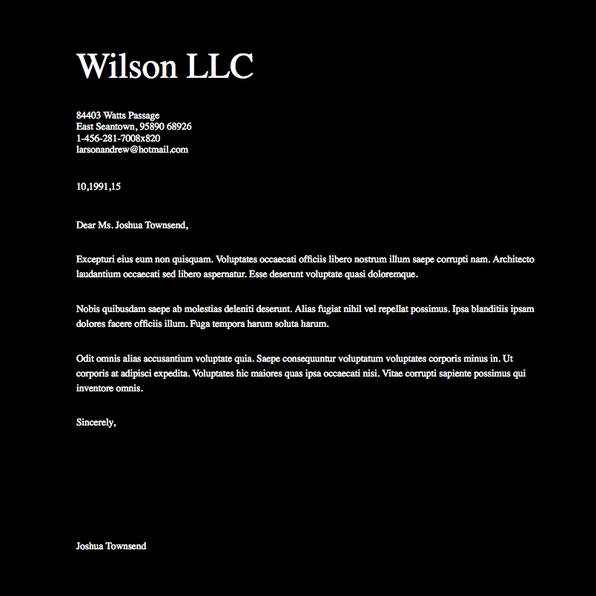 Wilson LLC
84403 Watts Passage
East Seantown, 95890 68926
1-456-281-7008x820
larsonandrew@hotmail.com
10,1991,15
Dear Ms. Joshua Townsend,
Excepturi eius eum non quisquam. Voluptates occaecati officiis libero nostrum illum saepe corrupti nam. Architecto
laudantium occaecati sed libero aspernatur. Esse deserunt voluptate quasi doloremque.
Nobis quibusdam saepe ab molestias deleniti deserunt. Alias fugiat nihil vel repellat possimus. Ipsa blanditiis ipsam
dolores facere officiis illum. Fuga tempora harum soluta harum.
Odit omnis alias accusantium voluptate quia. Saepe consequuntur voluptatum voluptates corporis minus in. Ut
corporis at adipisci expedita. Voluptates hic maiores quas ipsa occaecati nisi. Vitae corrupti sapiente possimus qui
inventore omnis.
Sincerely,
Joshua Townsend